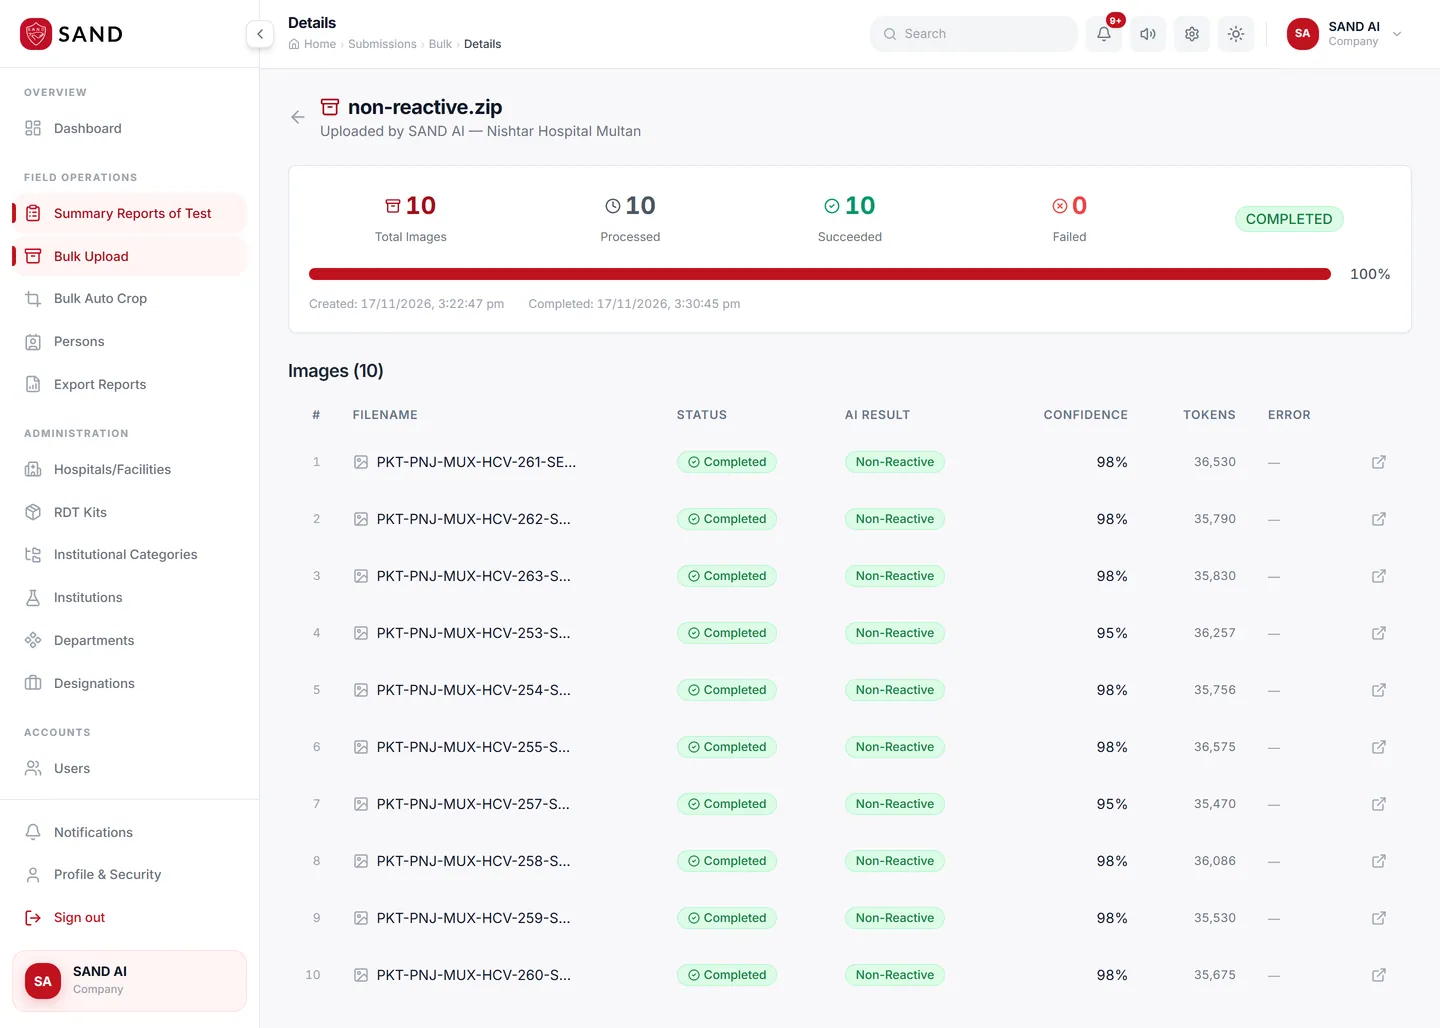 SAND
OVERVIEW
Dashboard
FIELD OPERATIONS
Summary Reports of Test
Bulk Upload
Bulk Auto Crop
Persons
Export Reports
ADMINISTRATION
Hospitals/Facilities
RDT Kits
Institutional Categories
Institutions
Departments
Designations
ACCOUNTS
Users
Notifications
Profile & Security
Sign out
SA
SAND AI
Company
Details
Home › Submissions › Bulk › Details
Search
9+
SA
SAND AI
Company
non-reactive.zip
Uploaded by SAND AI — Nishtar Hospital Multan
10
Total Images
10
Processed
10
Succeeded
0
Failed
COMPLETED
100%
Created: 17/11/2026, 3:22:47 pm Completed: 17/11/2026, 3:30:45 pm
Images (10)
# FILENAME STATUS AI RESULT CONFIDENCE TOKENS ERROR
1 PKT-PNJ-MUX-HCV-261-SE... Completed Non-Reactive 98% 36,530 —
2 PKT-PNJ-MUX-HCV-262-S... Completed Non-Reactive 98% 35,790 —
3 PKT-PNJ-MUX-HCV-263-S... Completed Non-Reactive 98% 35,830 —
4 PKT-PNJ-MUX-HCV-253-S... Completed Non-Reactive 95% 36,257 —
5 PKT-PNJ-MUX-HCV-254-S... Completed Non-Reactive 98% 35,756 —
6 PKT-PNJ-MUX-HCV-255-S... Completed Non-Reactive 98% 36,575 —
7 PKT-PNJ-MUX-HCV-257-S... Completed Non-Reactive 95% 35,470 —
8 PKT-PNJ-MUX-HCV-258-S... Completed Non-Reactive 98% 36,086 —
9 PKT-PNJ-MUX-HCV-259-S... Completed Non-Reactive 98% 35,530 —
10 PKT-PNJ-MUX-HCV-260-S... Completed Non-Reactive 98% 35,675 —